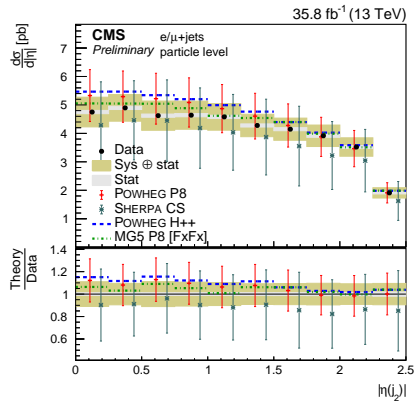 35.8 fb⁻¹ (13 TeV)
dσ/d|η| [pb]
CMS e/μ+jets
Preliminary particle level
7
6
5
4
3
2
1
Data
Sys ⊕ stat
Stat
POWHEG P8
SHERPA CS
POWHEG H++
MG5 P8 [FxFx]
Theory/Data
1.4
1.2
1
0.8
0.6
0 0.5 1 1.5 2 2.5
|η(j₂)|